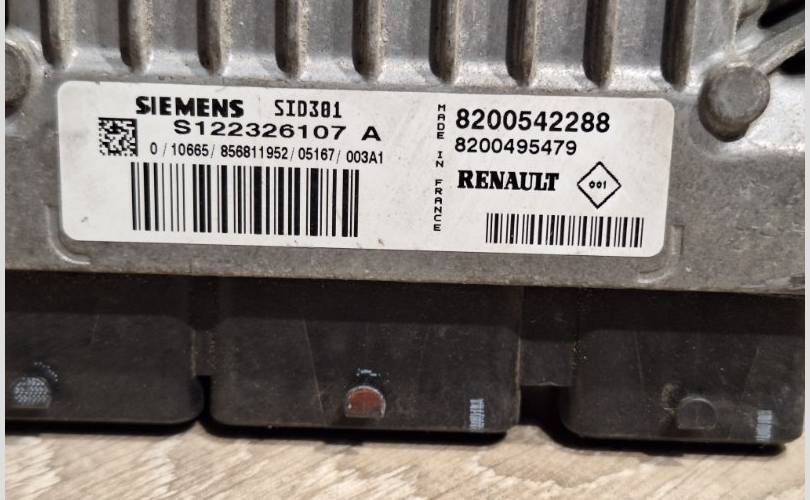 SIEMENS SID301
S122326107 A
0 / 10665/ 856811952/ 05167/ 003A1
MADE IN FRANCE
8200542288
8200495479
RENAULT
001